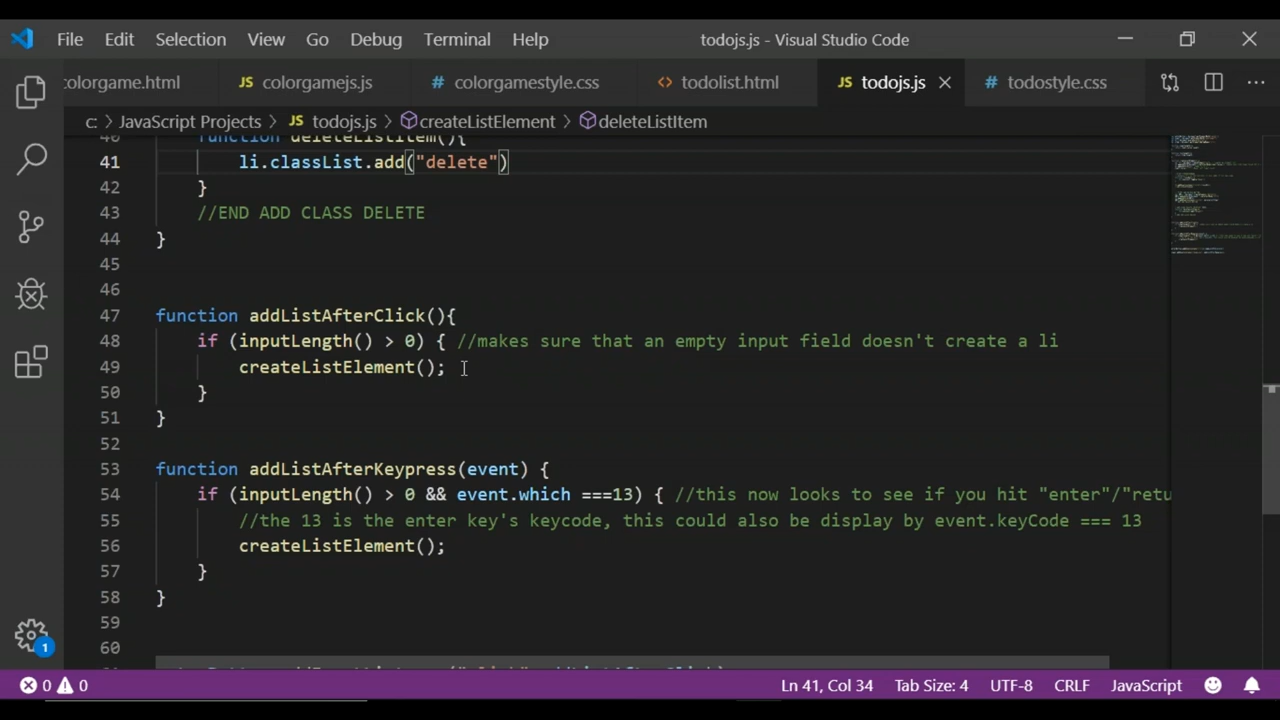 File Edit Selection View Go Debug Terminal Help todojs.js - Visual Studio Code
colorgame.html JS colorgamejs.js # colorgamestyle.css <> todolist.html JS todojs.js # todostyle.css ...
c: > JavaScript Projects > JS todojs.js > createListElement > deleteListItem
40 function deleteListItem(){
41 li.classList.add("delete")
42 }
43 //END ADD CLASS DELETE
44 }
45
46
47 function addListAfterClick(){
48 if (inputLength() > 0) { //makes sure that an empty input field doesn't create a li
49 createListElement();
50 }
51 }
52
53 function addListAfterKeypress(event) {
54 if (inputLength() > 0 && event.which ===13) { //this now looks to see if you hit "enter"/"retu
55 //the 13 is the enter key's keycode, this could also be display by event.keyCode === 13
56 createListElement();
57 }
58 }
59
60
1
0 0 Ln 41, Col 34 Tab Size: 4 UTF-8 CRLF JavaScript